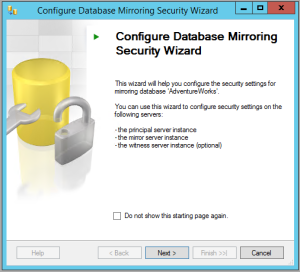 Configure Database Mirroring Security Wizard
Configure Database Mirroring
Security Wizard
This wizard will help you configure the security settings for
mirroring database 'AdventureWorks'.
You can use this wizard to configure security settings on the
following servers:
- the principal server instance
- the mirror server instance
- the witness server instance (optional)
Do not show this starting page again.
Help
< Back
Next >
Finish >>|
Cancel